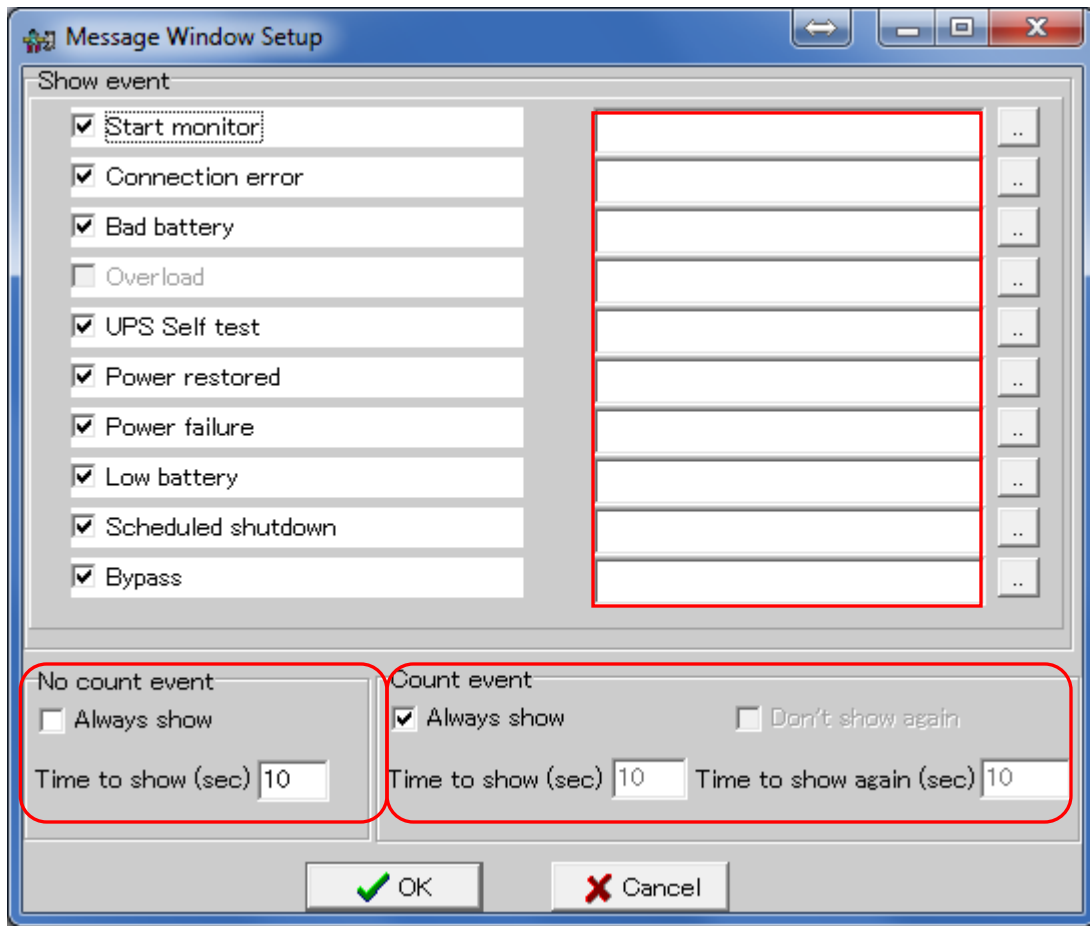 Message Window Setup
Show event
Start monitor ..
Connection error ..
Bad battery ..
Overload ..
UPS Self test ..
Power restored ..
Power failure ..
Low battery ..
Scheduled shutdown ..
Bypass ..
No count event
Always show
Time to show (sec) 10
Count event
Always show Don't show again
Time to show (sec) 10 Time to show again (sec) 10
OK Cancel